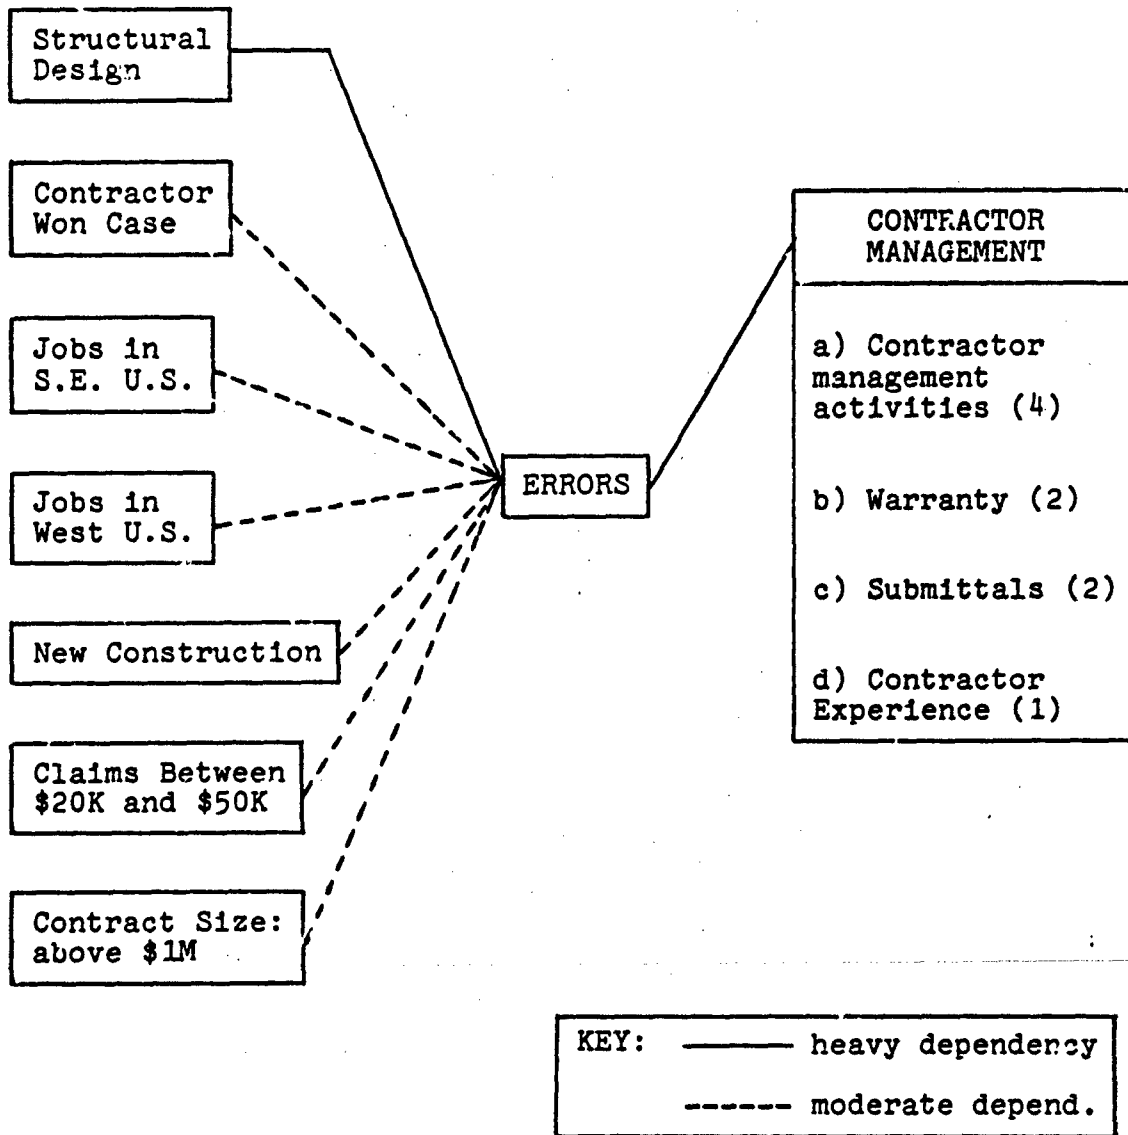 Structural
Design
Contractor
Won Case
Jobs in
S.E. U.S.
Jobs in
West U.S.
New Construction
Claims Between
$20K and $50K
Contract Size:
above $1M
ERRORS
CONTRACTOR
MANAGEMENT
a) Contractor
management
activities (4)
b) Warranty (2)
c) Submittals (2)
d) Contractor
Experience (1)
KEY: heavy dependency
moderate depend.